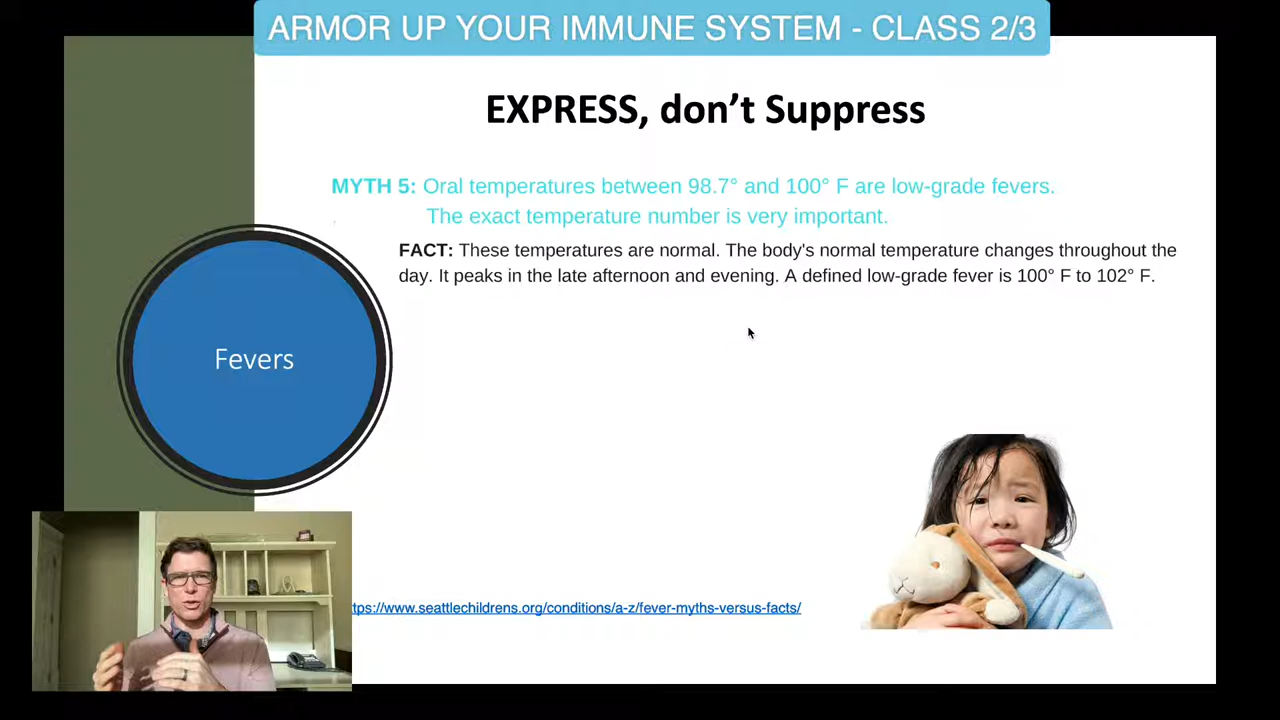 ARMOR UP YOUR IMMUNE SYSTEM - CLASS 2/3
EXPRESS, don't Suppress
MYTH 5: Oral temperatures between 98.7° and 100° F are low-grade fevers.
The exact temperature number is very important.
FACT: These temperatures are normal. The body's normal temperature changes throughout the
day. It peaks in the late afternoon and evening. A defined low-grade fever is 100° F to 102° F.
Fevers
ttps://www.seattlechildrens.org/conditions/a-z/fever-myths-versus-facts/